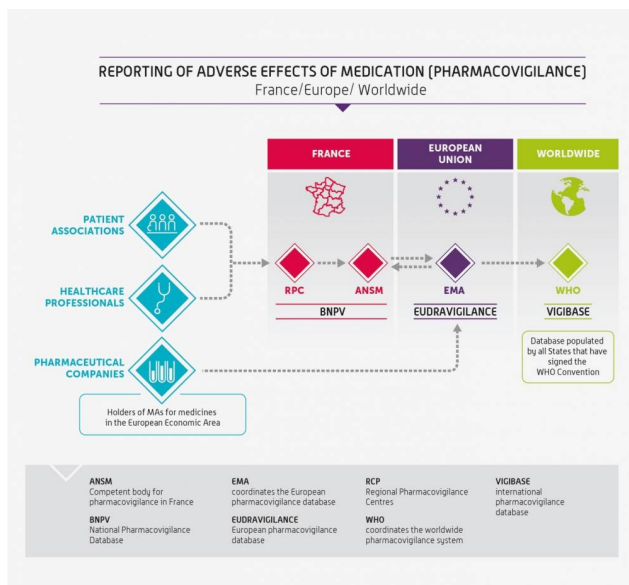 REPORTING OF ADVERSE EFFECTS OF MEDICATION (PHARMACOVIGILANCE)
France/Europe/ Worldwide
FRANCE
EUROPEAN
UNION
WORLDWIDE
PATIENT
ASSOCIATIONS
HEALTHCARE
PROFESSIONALS
RPC
ANSM
EMA
WHO
BNPV
EUDRAVIGILANCE
VIGIBASE
Database populated
by all States that have
signed the
WHO Convention
PHARMACEUTICAL
COMPANIES
Holders of MAs for medicines
in the European Economic Area
ANSM
Competent body for
pharmacovigilance in France
BNPV
National Pharmacovigilance
Database
EMA
coordinates the European
pharmacovigilance database
EUDRAVIGILANCE
European pharmacovigilance
database
RCP
Regional Pharmacovigilance
Centres
WHO
coordinates the worldwide
pharmacovigilance system
VIGIBASE
international
pharmacovigilance
database